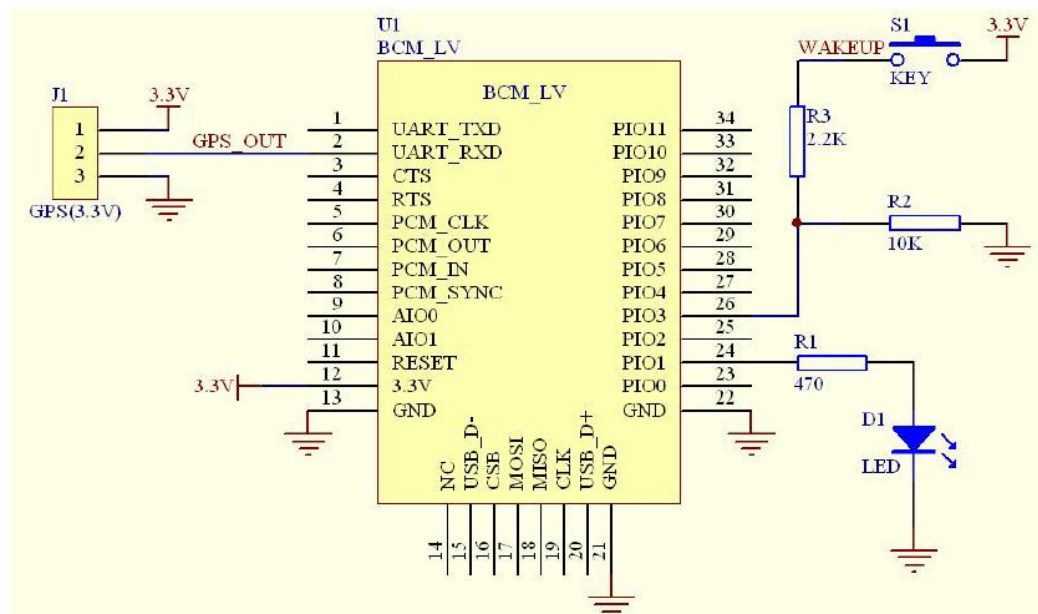 U1
BCM_LV
BCM_LV
J1
3.3V
1
2
3
GPS_OUT
GPS(3.3V)
1 UART_TXD
2 UART_RXD
3 CTS
4 RTS
5 PCM_CLK
6 PCM_OUT
7 PCM_IN
8 PCM_SYNC
9 AIO0
10 AIO1
11 RESET
12 3.3V
13 GND
3.3V
PIO11 34
PIO10 33
PIO9 32
PIO8 31
PIO7 30
PIO6 29
PIO5 28
PIO4 27
PIO3 26
PIO2 25
PIO1 24
PIO0 23
GND 22
NC 14
USB_D- 15
CSB 16
MOSI 17
MISO 18
CLK 19
USB_D+ 20
GND 21
S1
3.3V
WAKEUP
KEY
R3
2.2K
R2
10K
R1
470
D1
LED